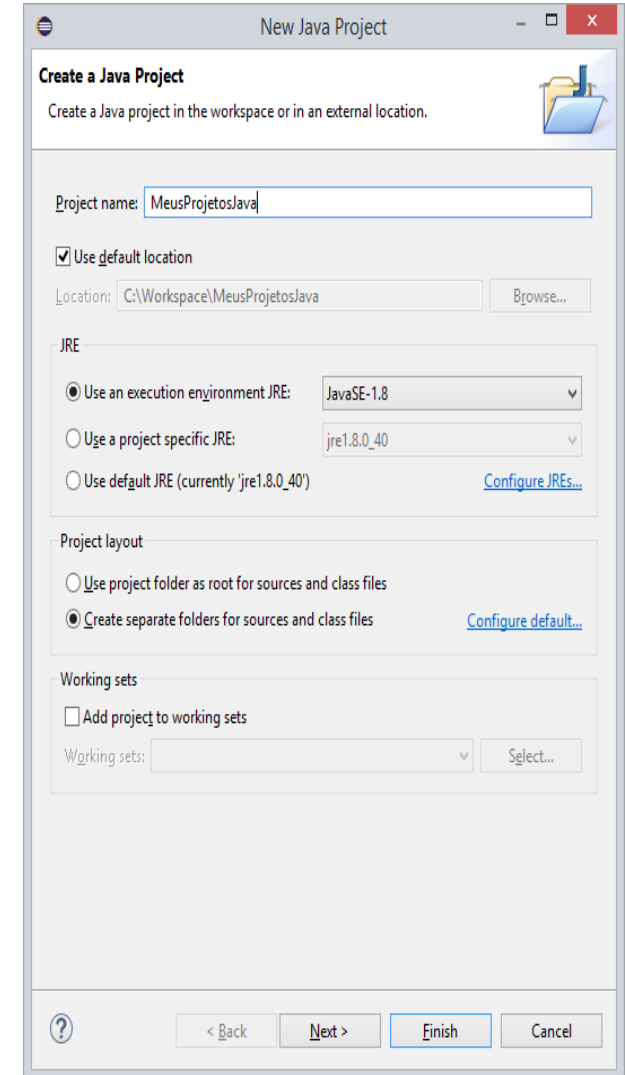 New Java Project
Create a Java Project
Create a Java project in the workspace or in an external location.
Project name: MeusProjetosJava
Use default location
Location: C:\Workspace\MeusProjetosJava Browse...
JRE
Use an execution environment JRE: JavaSE-1.8
Use a project specific JRE: jre1.8.0_40
Use default JRE (currently 'jre1.8.0_40') Configure JREs...
Project layout
Use project folder as root for sources and class files
Create separate folders for sources and class files Configure default...
Working sets
Add project to working sets
Working sets: Select...
? < Back Next > Finish Cancel